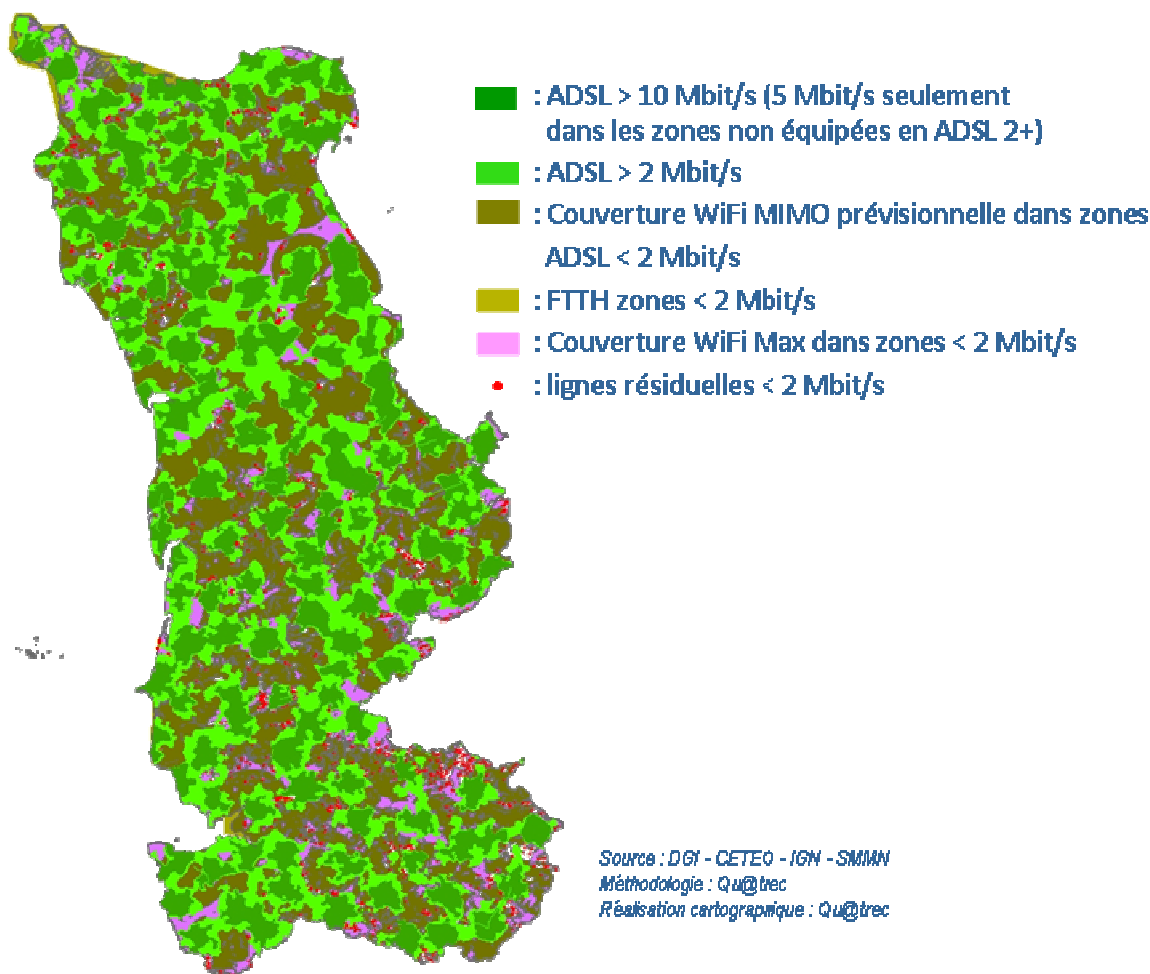 : ADSL > 10 Mbit/s (5 Mbit/s seulement
dans les zones non équipées en ADSL 2+)
: ADSL > 2 Mbit/s
: Couverture WiFi MIMO prévisionnelle dans zones
ADSL < 2 Mbit/s
: FTTH zones < 2 Mbit/s
: Couverture WiFi Max dans zones < 2 Mbit/s
: lignes résiduelles < 2 Mbit/s
Source : DGI - CETEO - IGN - SMMN
Méthodologie : Qu@trec
Réalisation cartographique : Qu@trec